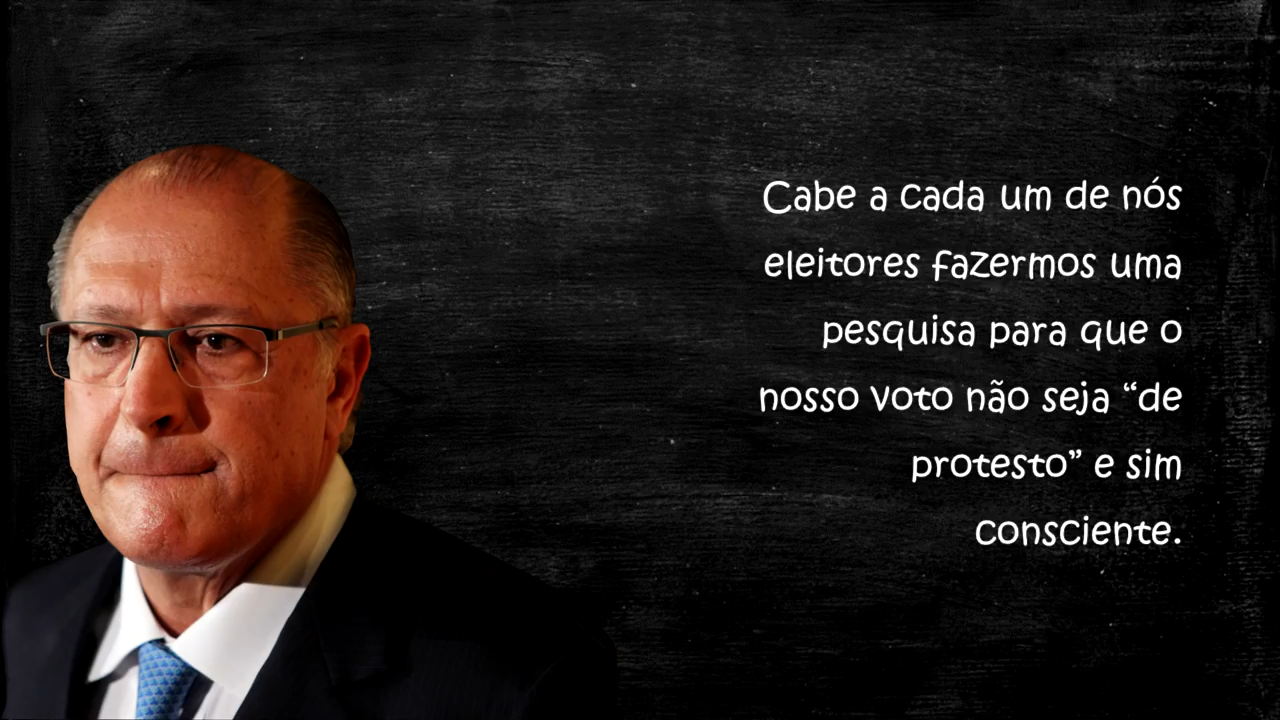 Cabe a cada um de nós
eleitores fazermos uma
pesquisa para que o
nosso voto não seja “de
protesto” e sim
consciente.